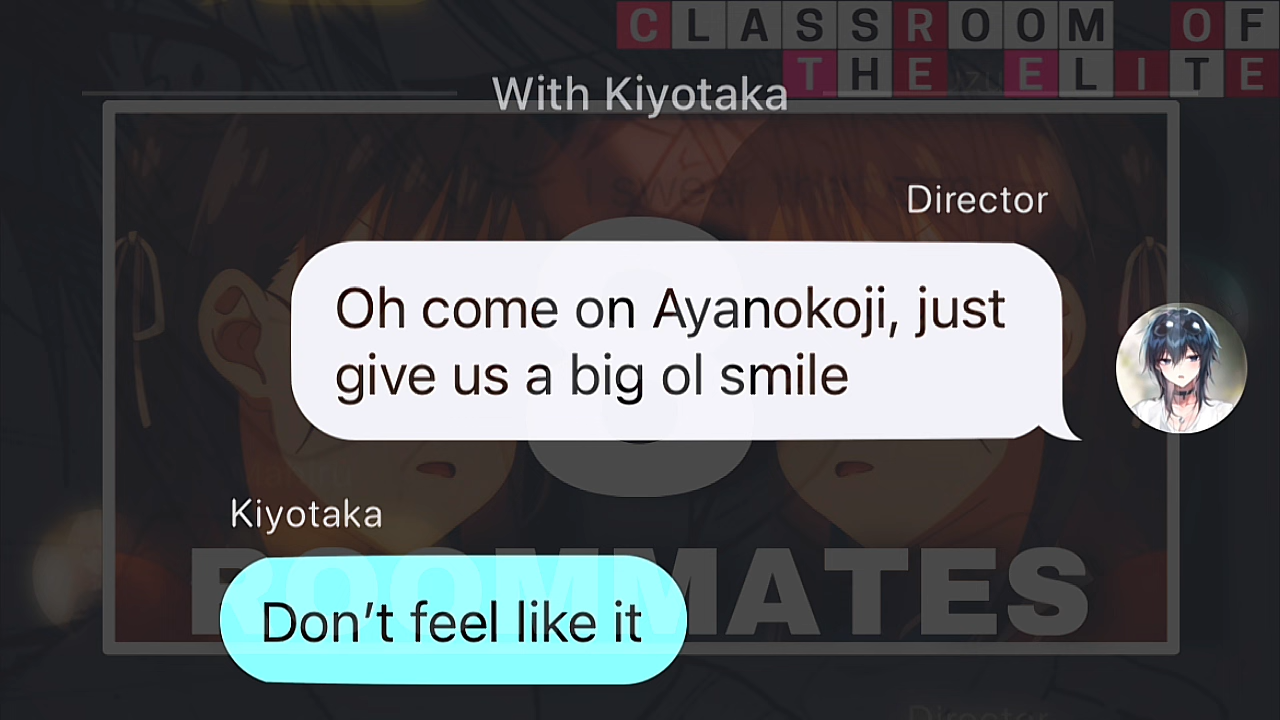 CLASSROOM OF
THE ELITE
With Kiyotaka
Director
Oh come on Ayanokoji, just
give us a big ol smile
Kiyotaka
Don't feel like it
ROOMMATES
Director